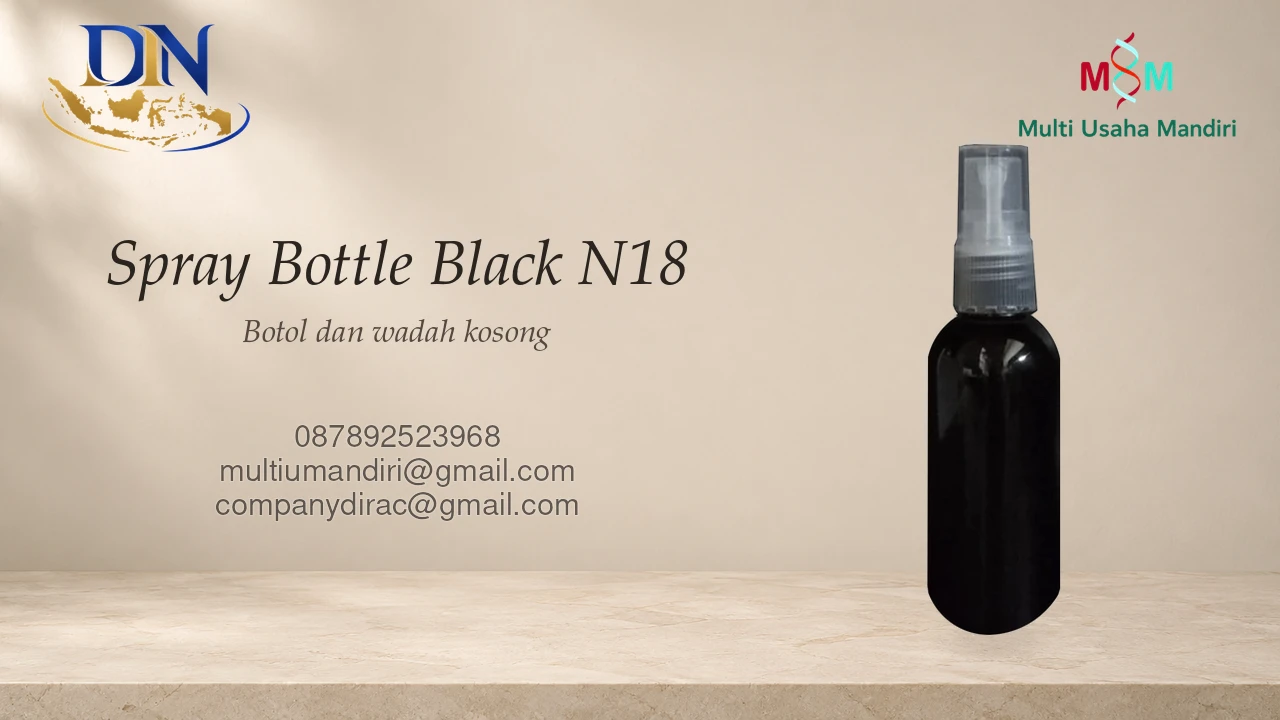 DN
M M
Multi Usaha Mandiri
Spray Bottle Black N18
Botol dan wadah kosong
087892523968
multiumandiri@gmail.com
companydirac@gmail.com